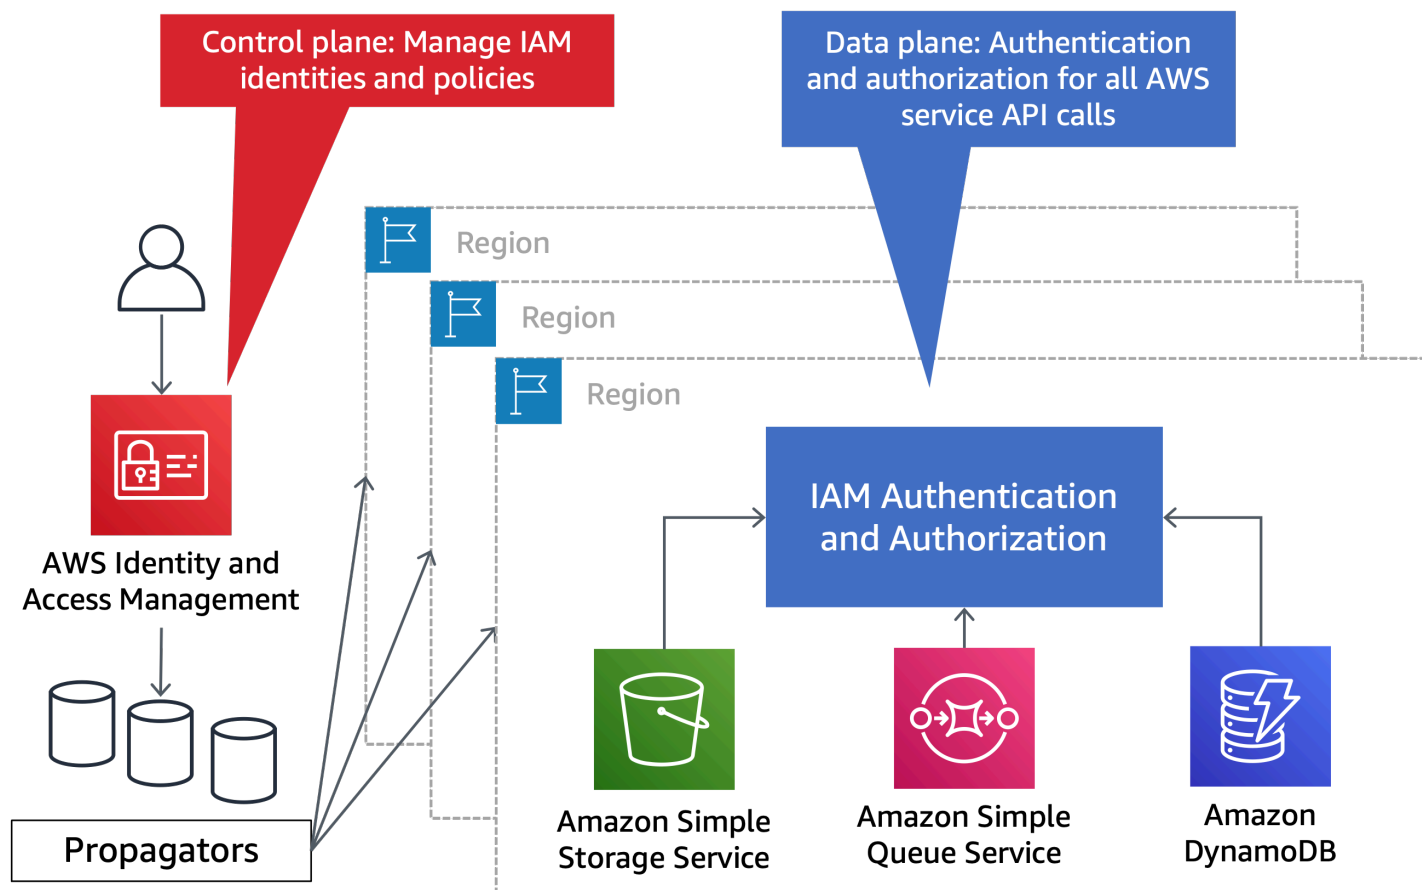 Control plane: Manage IAM
identities and policies
Data plane: Authentication
and authorization for all AWS
service API calls
Region
Region
Region
IAM Authentication
and Authorization
AWS Identity and
Access Management
Propagators
Amazon Simple
Storage Service
Amazon Simple
Queue Service
Amazon
DynamoDB